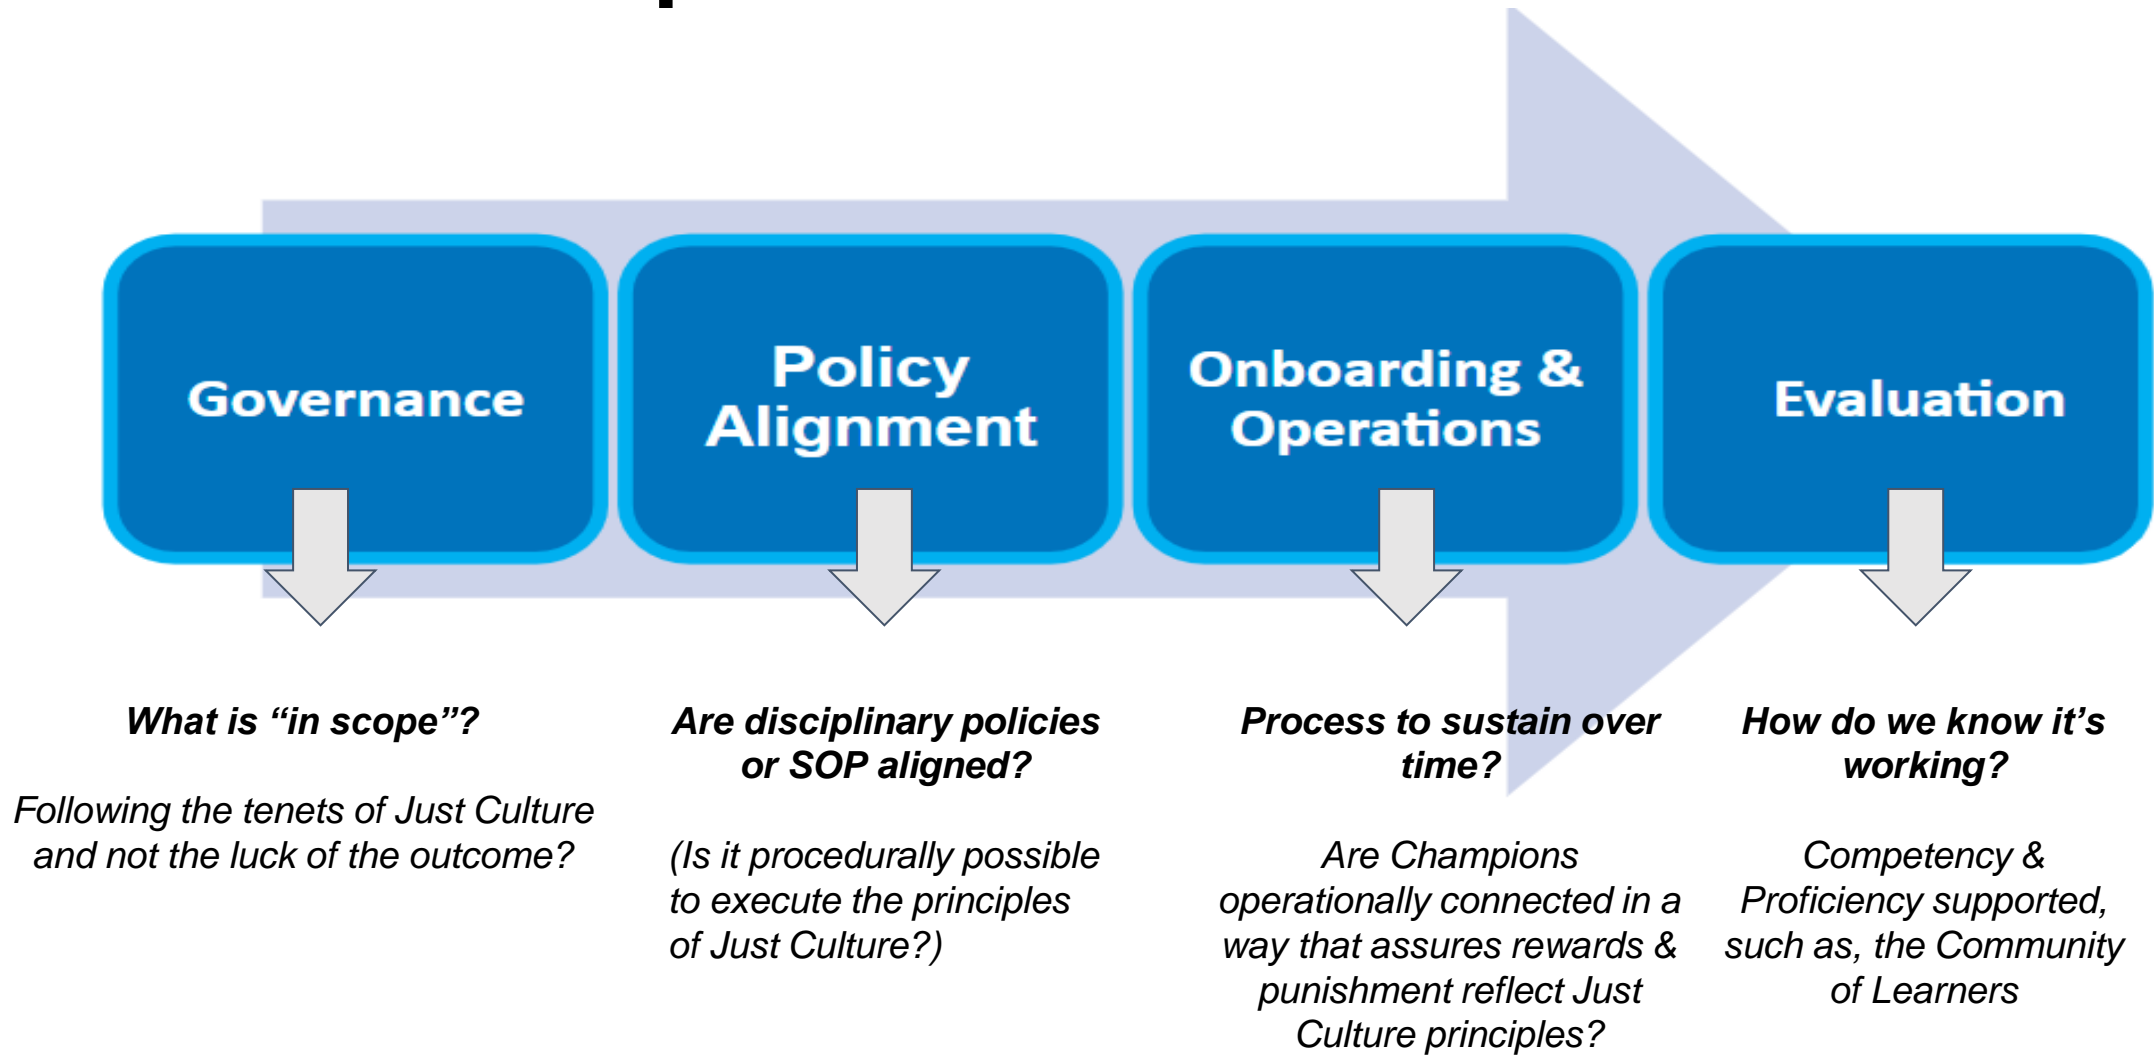 Governance
Policy
Alignment
Onboarding &
Operations
Evaluation
What is “in scope”?
Following the tenets of Just Culture
and not the luck of the outcome?
Are disciplinary policies
or SOP aligned?
(Is it procedurally possible
to execute the principles
of Just Culture?)
Process to sustain over
time?
Are Champions
operationally connected in a
way that assures rewards &
punishment reflect Just
Culture principles?
How do we know it’s
working?
Competency &
Proficiency supported,
such as, the Community
of Learners